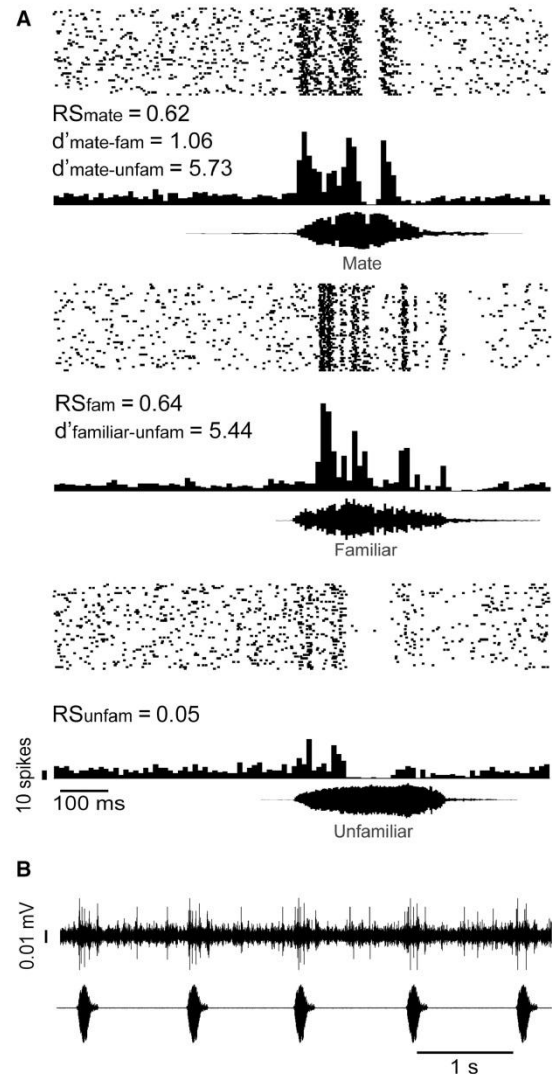 A
RSmate = 0.62
d'mate-fam = 1.06
d'mate-unfam = 5.73
Mate
RSfam = 0.64
d'familiar-unfam = 5.44
Familiar
RSunfam = 0.05
10 spikes
100 ms
Unfamiliar
B
0.01 mV
1 s